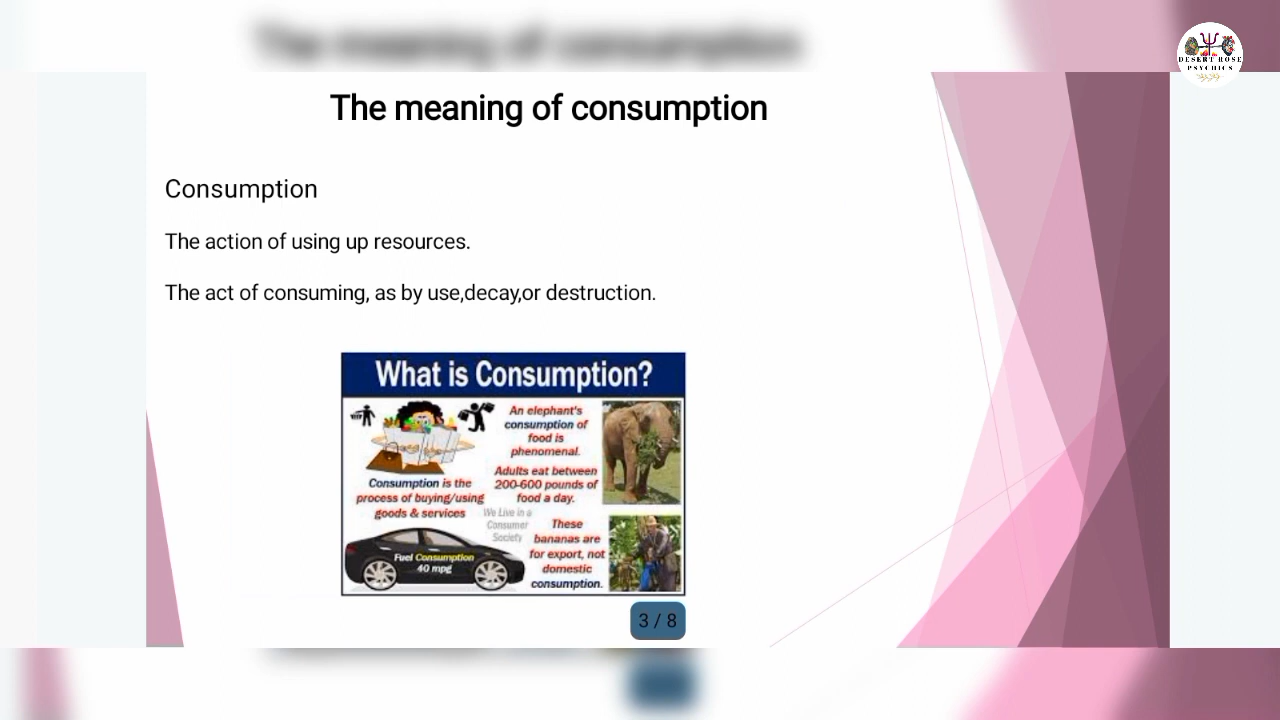 DESERT ROSE
PSYCHICS
The meaning of consumption
Consumption
The action of using up resources.
The act of consuming, as by use,decay,or destruction.
What is Consumption?
Consumption is the
process of buying/using
goods & services
An elephant's
consumption of
food is
phenomenal.
Adults eat between
200-600 pounds of
food a day.
We Live in a
Consumer
Society
These
bananas are
for export, not
domestic
consumption.
Fuel Consumption
40 mpg
3 / 8